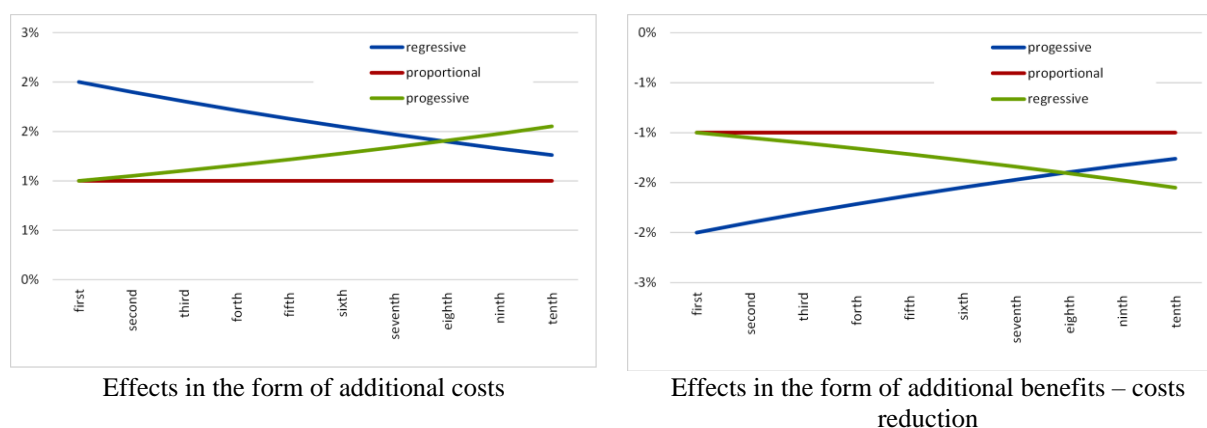 3%
2%
2%
1%
1%
0%
regressive
proportional
progessive
first
second
third
forth
fifth
sixth
seventh
eighth
ninth
tenth
Effects in the form of additional costs
0%
-1%
-1%
-2%
-2%
-3%
progessive
proportional
regressive
first
second
third
forth
fifth
sixth
seventh
eighth
ninth
tenth
Effects in the form of additional benefits – costs
reduction